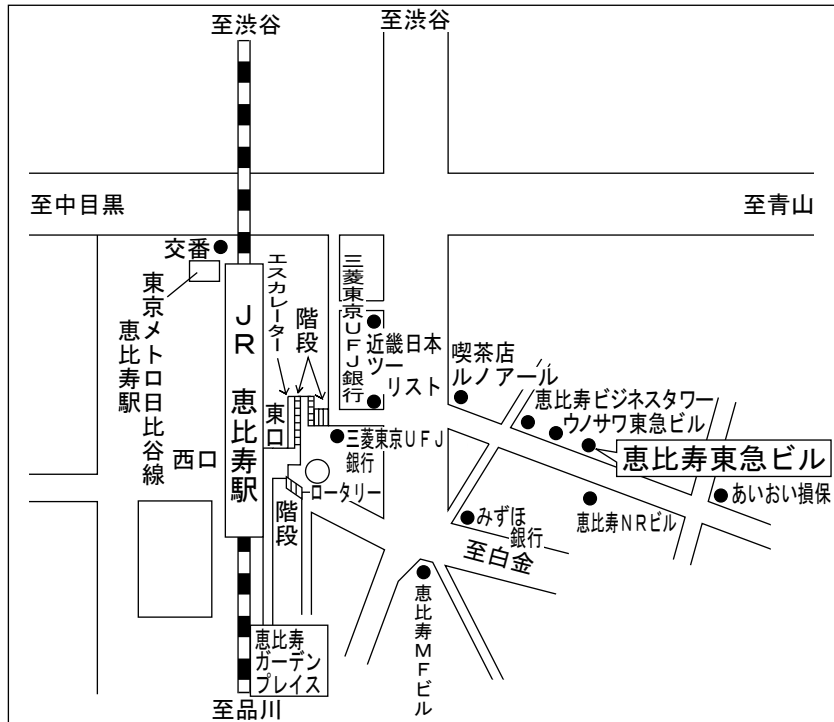 至渋谷
至渋谷
至中目黒
至青山
交番
東京メトロ日比谷線
恵比寿駅
エスカレーター
階段
三菱東京UFJ銀行
近畿日本
ツー
リスト
喫茶店
ルノアール
恵比寿ビジネスタワー
ウノサワ東急ビル
恵比寿東急ビル
JR 恵比寿駅
東口
西口
三菱東京UFJ
銀行
ロータリー
階段
みずほ
銀行
恵比寿NRビル
あいおい損保
至白金
恵比寿MFビル
恵比寿
ガーデン
プレイス
至品川